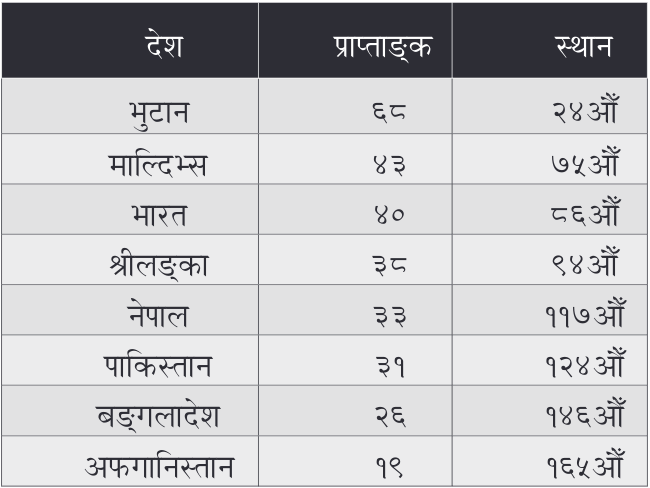 देश प्राप्ताङ्क स्थान
भुटान ६८ २४औँ
माल्दिभ्स ४३ ७५औँ
भारत ४० ८६औँ
श्रीलङ्का ३८ ९४औँ
नेपाल ३३ ११७औँ
पाकिस्तान ३१ १२४औँ
बङ्गलादेश २६ १४६औँ
अफगानिस्तान १९ १६५औँ